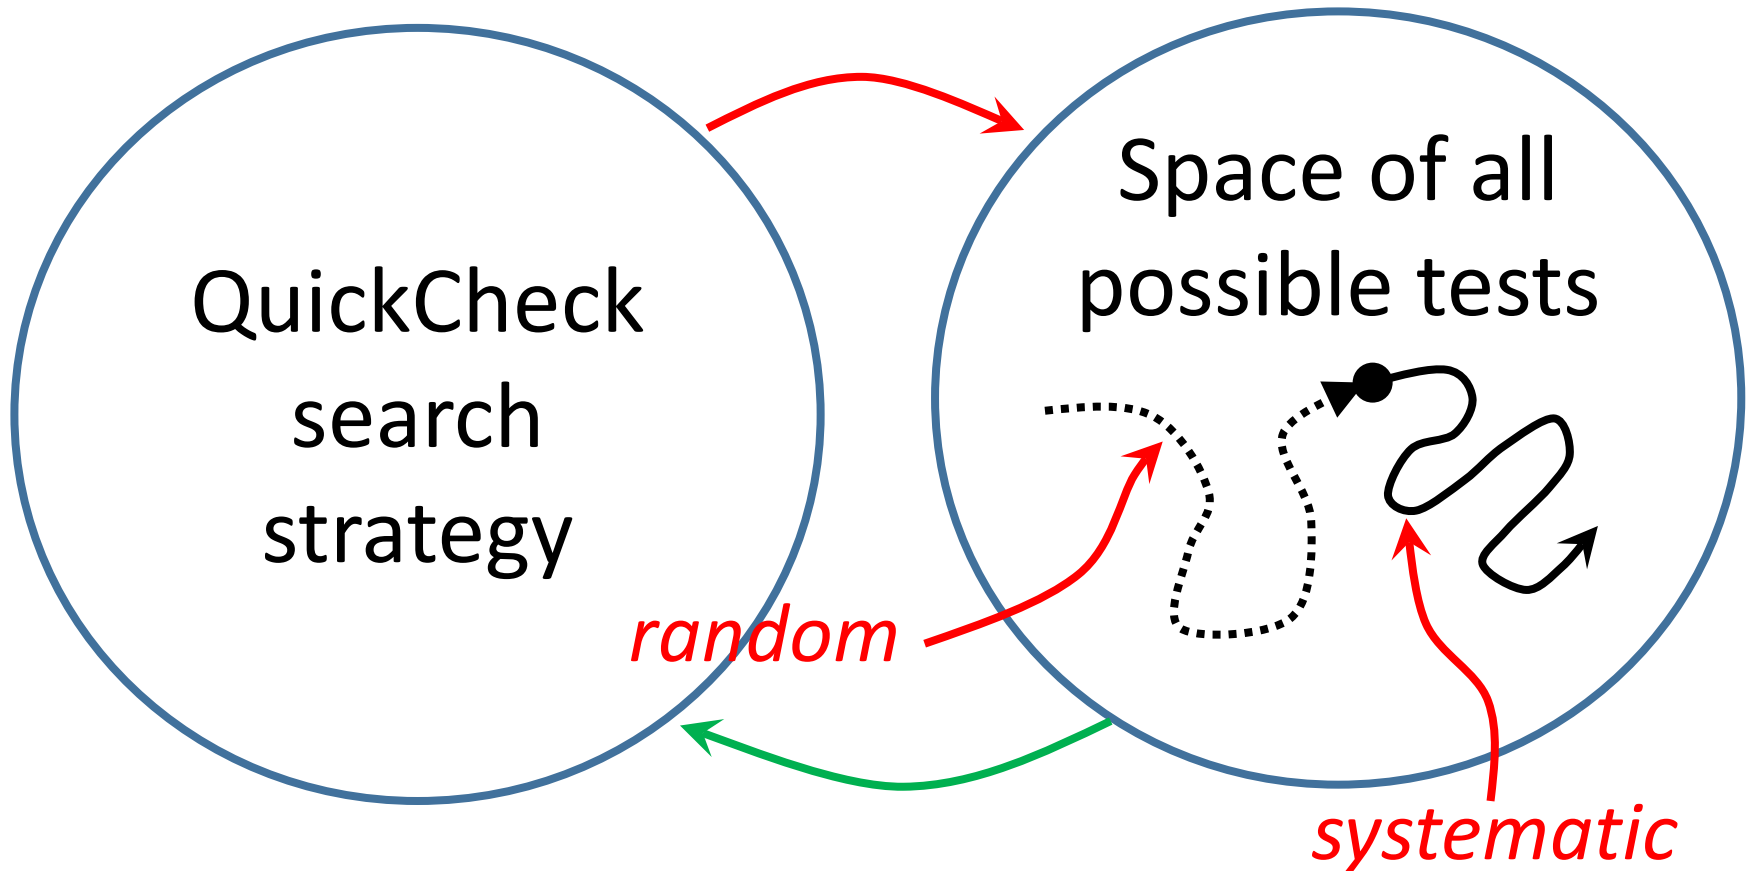 QuickCheck
search
strategy
Space of all
possible tests
random
systematic